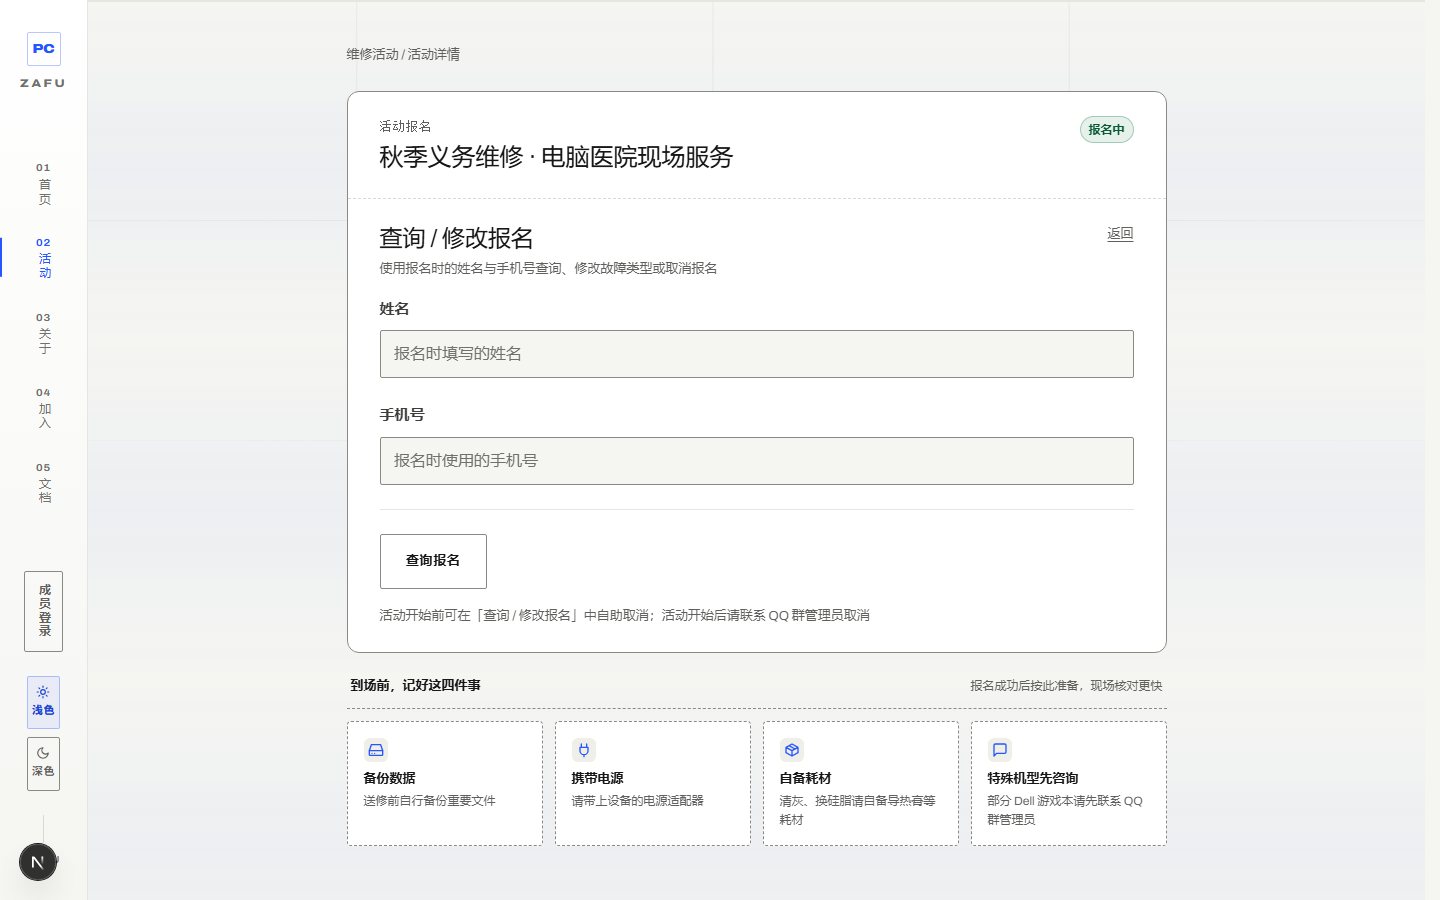 PC
ZAFU
01
首页
02
活动
03
关于
04
加入
05
文档
成员登录
浅色
深色
N
维修活动 / 活动详情
活动报名
秋季义务维修 · 电脑医院现场服务
报名中
查询 / 修改报名
返回
使用报名时的姓名与手机号查询、修改故障类型或取消报名
姓名
报名时填写的姓名
手机号
报名时使用的手机号
查询报名
活动开始前可在「查询 / 修改报名」中自助取消；活动开始后请联系 QQ 群管理员取消
到场前，记好这四件事
报名成功后按此准备，现场核对更快
备份数据
送修前自行备份重要文件
携带电源
请带上设备的电源适配器
自备耗材
清灰、换硅脂请自备导热膏等
耗材
特殊机型先咨询
部分 Dell 游戏本请先联系 QQ
群管理员